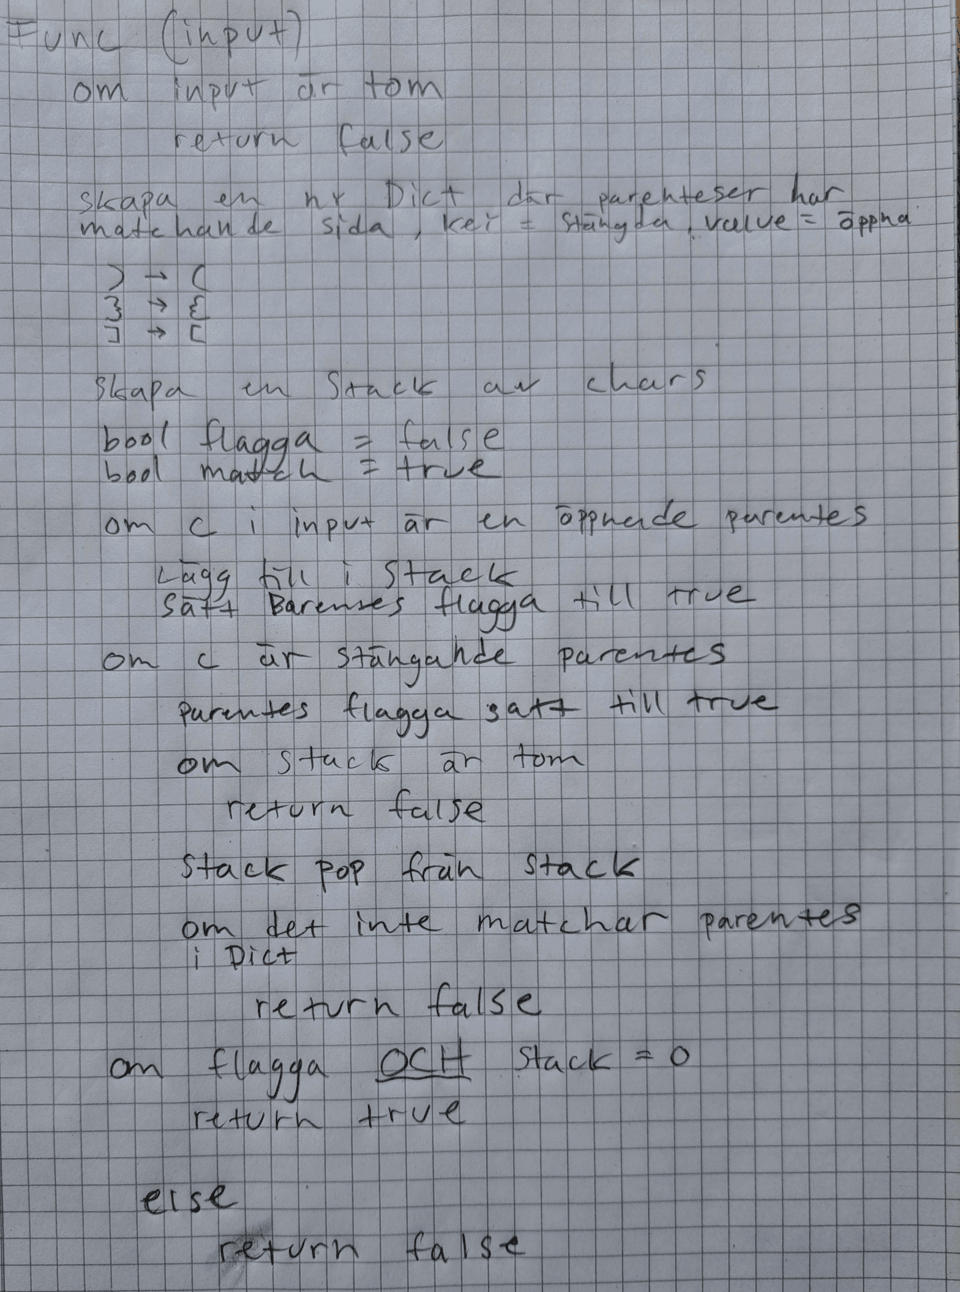 Func (input)
om input är tom
return false
skapa en ny Dict där parenteser har
matchande sida, kei = stängda, value = öppna
) → (
} → {
] → [
Skapa en Stack av chars
bool flagga = false
bool match = true
om c i input är en öppnade parentes
Lägg till i Stack
Sätt flagga till true
om c är stängande parentes
parentes flagga satt till true
om stack är tom
return false
Stack pop från stack
om det inte matchar parentes
i Dict
return false
om flagga OCH Stack = 0
return true
else
return false